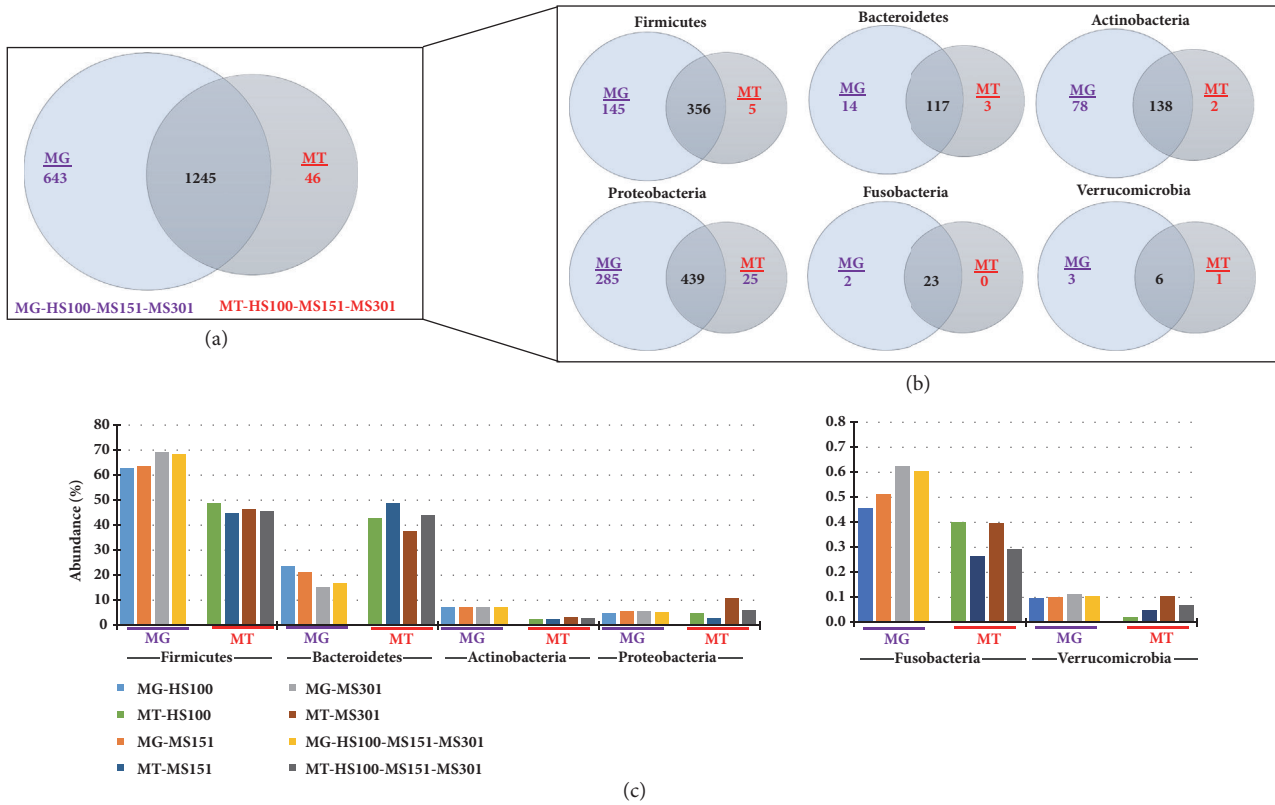 MG
643
1245
MT
46
MG-HS100-MS151-MS301
MT-HS100-MS151-MS301
(a)
Firmicutes
MG
145
356
MT
5
Bacteroidetes
MG
14
117
MT
3
Actinobacteria
MG
78
138
MT
2
Proteobacteria
MG
285
439
MT
25
Fusobacteria
MG
2
23
MT
0
Verrucomicrobia
MG
3
6
MT
1
(b)
Abundance (%)
80
70
60
50
40
30
20
10
0
MG
MT
MG
MT
MG
MT
MG
MT
Firmicutes
Bacteroidetes
Actinobacteria
Proteobacteria
0.8
0.7
0.6
0.5
0.4
0.3
0.2
0.1
0.0
MG
MT
MG
MT
Fusobacteria
Verrucomicrobia
MG-HS100
MT-HS100
MG-MS151
MT-MS151
MG-MS301
MT-MS301
MG-HS100-MS151-MS301
MT-HS100-MS151-MS301
(c)